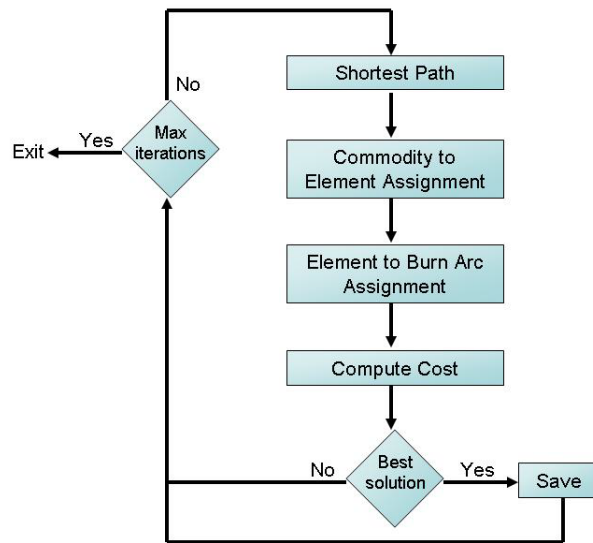 No
Shortest Path
Max
iterations
Yes
Exit
Commodity to
Element Assignment
Element to Burn Arc
Assignment
Compute Cost
Best
solution
No
Yes
Save